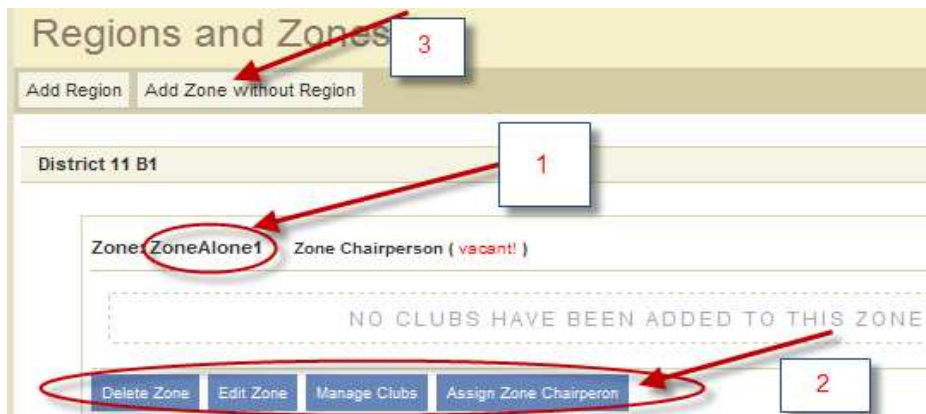 Regions and Zones
3
Add Region Add Zone without Region
1
District 11 B1
Zone: ZoneAlone1 Zone Chairperson ( vacant! )
NO CLUBS HAVE BEEN ADDED TO THIS ZONE
Delete Zone Edit Zone Manage Clubs Assign Zone Chairperon
2